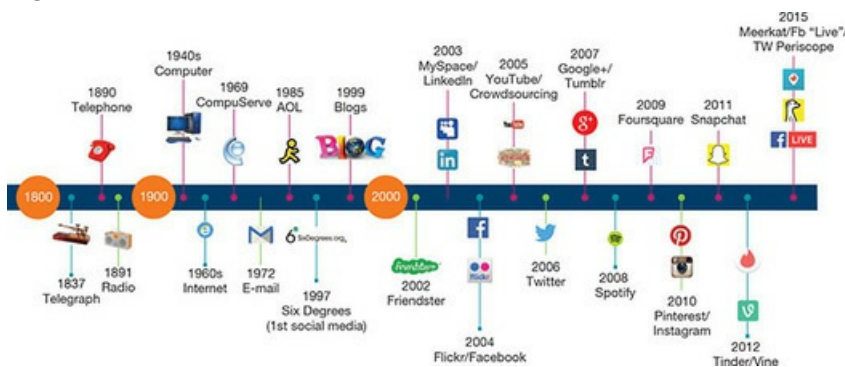 1800
1837
Telegraph
1890
Telephone
1891
Radio
1900
1940s
Computer
1960s
Internet
1969
CompuServe
1972
E-mail
1985
AOL
SixDegrees.org
1997
Six Degrees
(1st social media)
1999
Blogs
BLOG
2000
Friendster
2002
Friendster
2003
MySpace/
LinkedIn
in
flickr
2004
Flickr/Facebook
2005
YouTube/
Crowdsourcing
2006
Twitter
2007
Google+/
Tumblr
g+
t
2008
Spotify
2009
Foursquare
2010
Pinterest/
Instagram
2011
Snapchat
2012
Tinder/Vine
2015
Meerkat/Fb "Live"/
TW Periscope
f LIVE